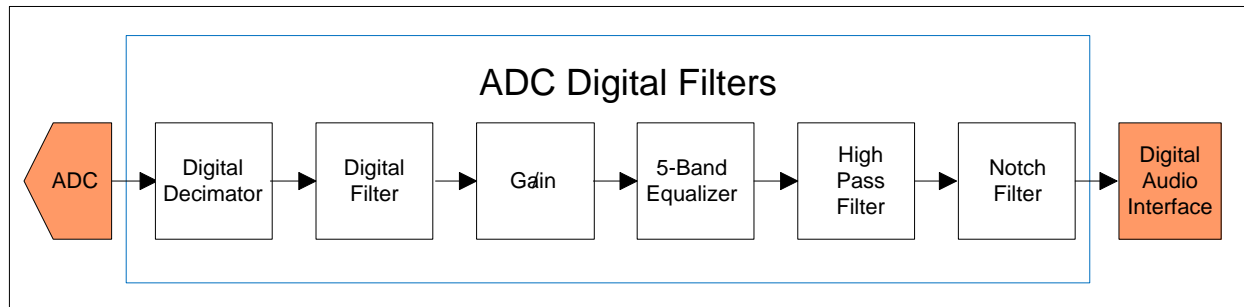 ADC Digital Filters
ADC
Digital
Decimator
Digital
Filter
Gain
5-Band
Equalizer
High
Pass
Filter
Notch
Filter
Digital
Audio
Interface